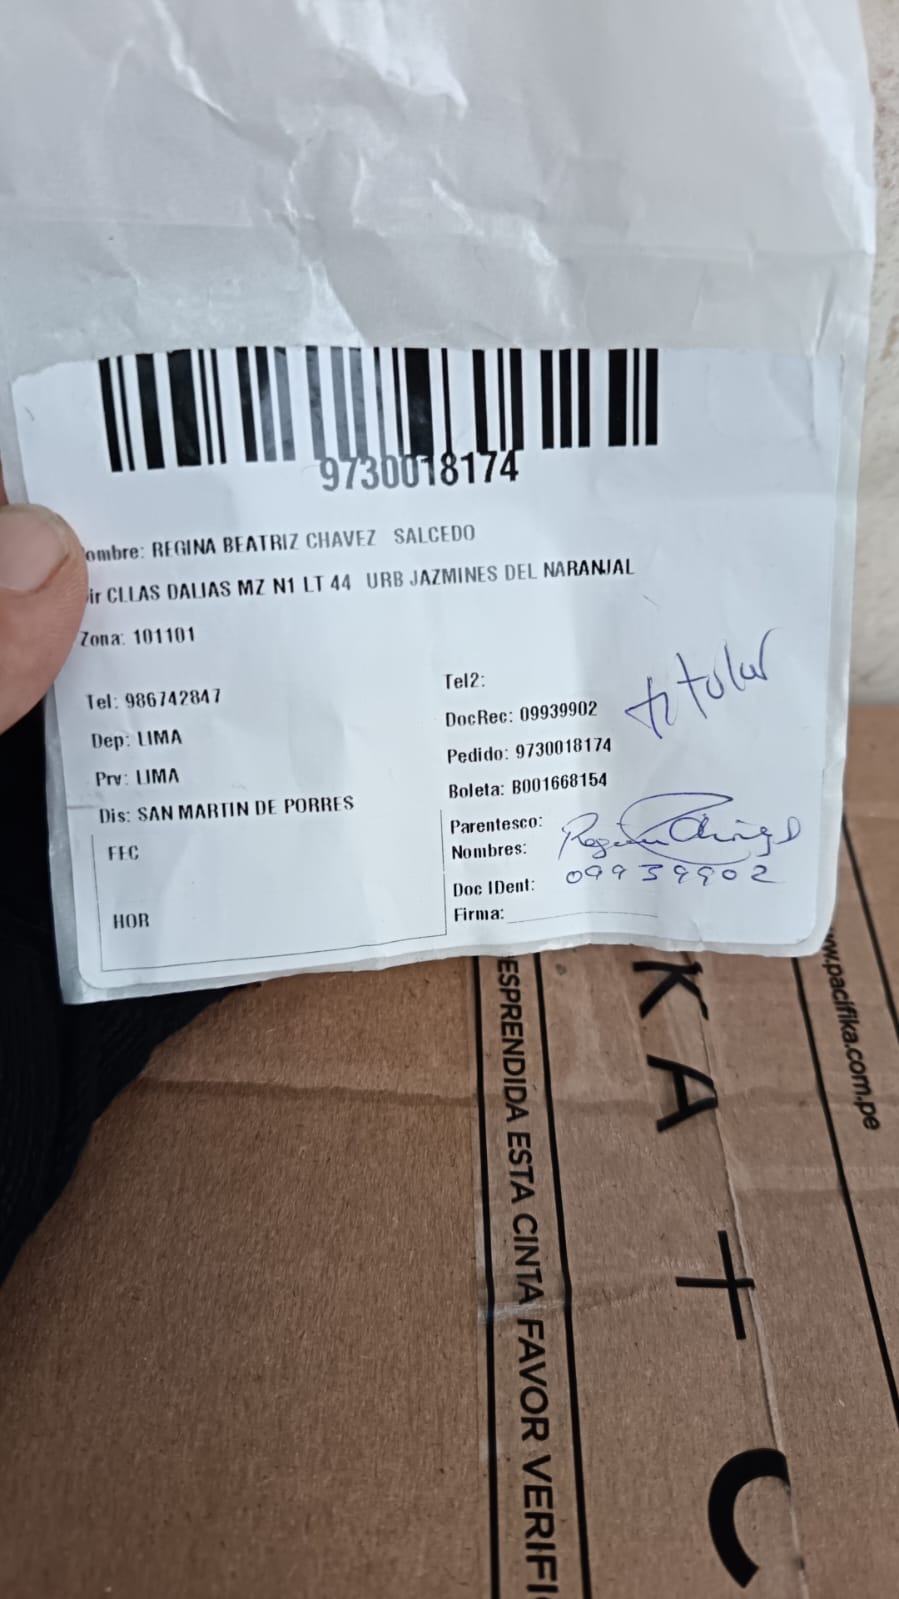 9730018174
ombre: REGINA BEATRIZ CHAVEZ SALCEDO
ir CLLAS DALIAS MZ N1 LT 44 URB JAZMINES DEL NARANJAL
Zona: 101101
Tel: 986742847
Dep: LIMA
Prv: LIMA
Dis: SAN MARTIN DE PORRES
FEC
HOR
Tel2:
DocRec: 09939902
titular
Pedido: 9730018174
Boleta: B001668154
Parentesco:
Nombres:
Doc IDent: 09939902
Firma:
ESPRENDIDA ESTA CINTA FAVOR VERIFI
KA + C
w.pacifika.com.pe